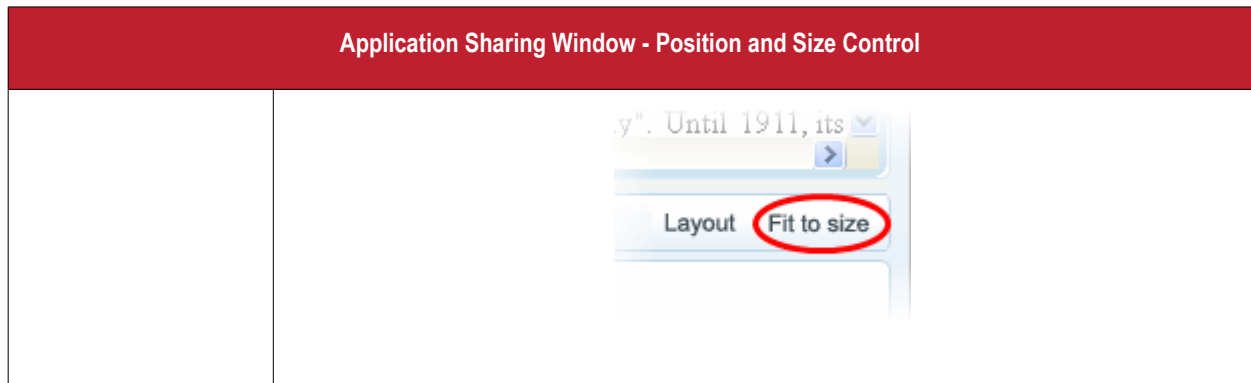 Application Sharing Window - Position and Size Control
y". Until 1911, its
Layout Fit to size